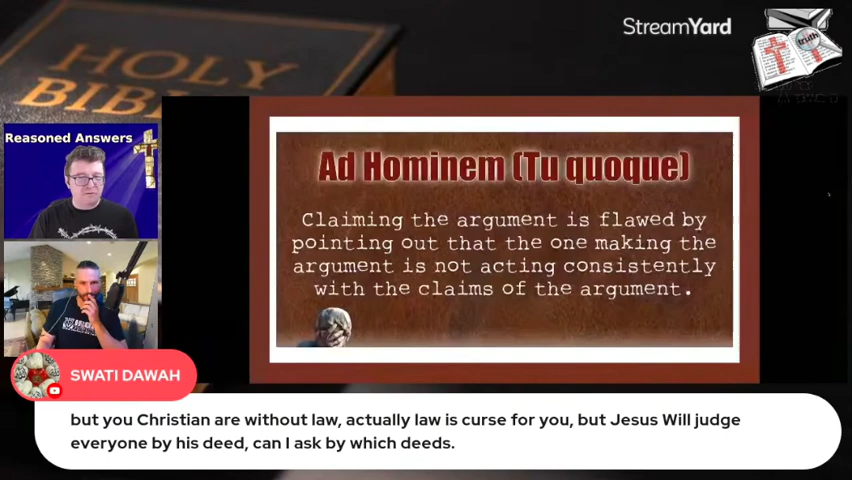 HOLY
BIB
StreamYard
truth
Reasoned Answers
Ad Hominem (Tu quoque)
Claiming the argument is flawed by
pointing out that the one making the
argument is not acting consistently
with the claims of the argument.
SWATI DAWAH
but you Christian are without law, actually law is curse for you, but Jesus Will judge
everyone by his deed, can I ask by which deeds.